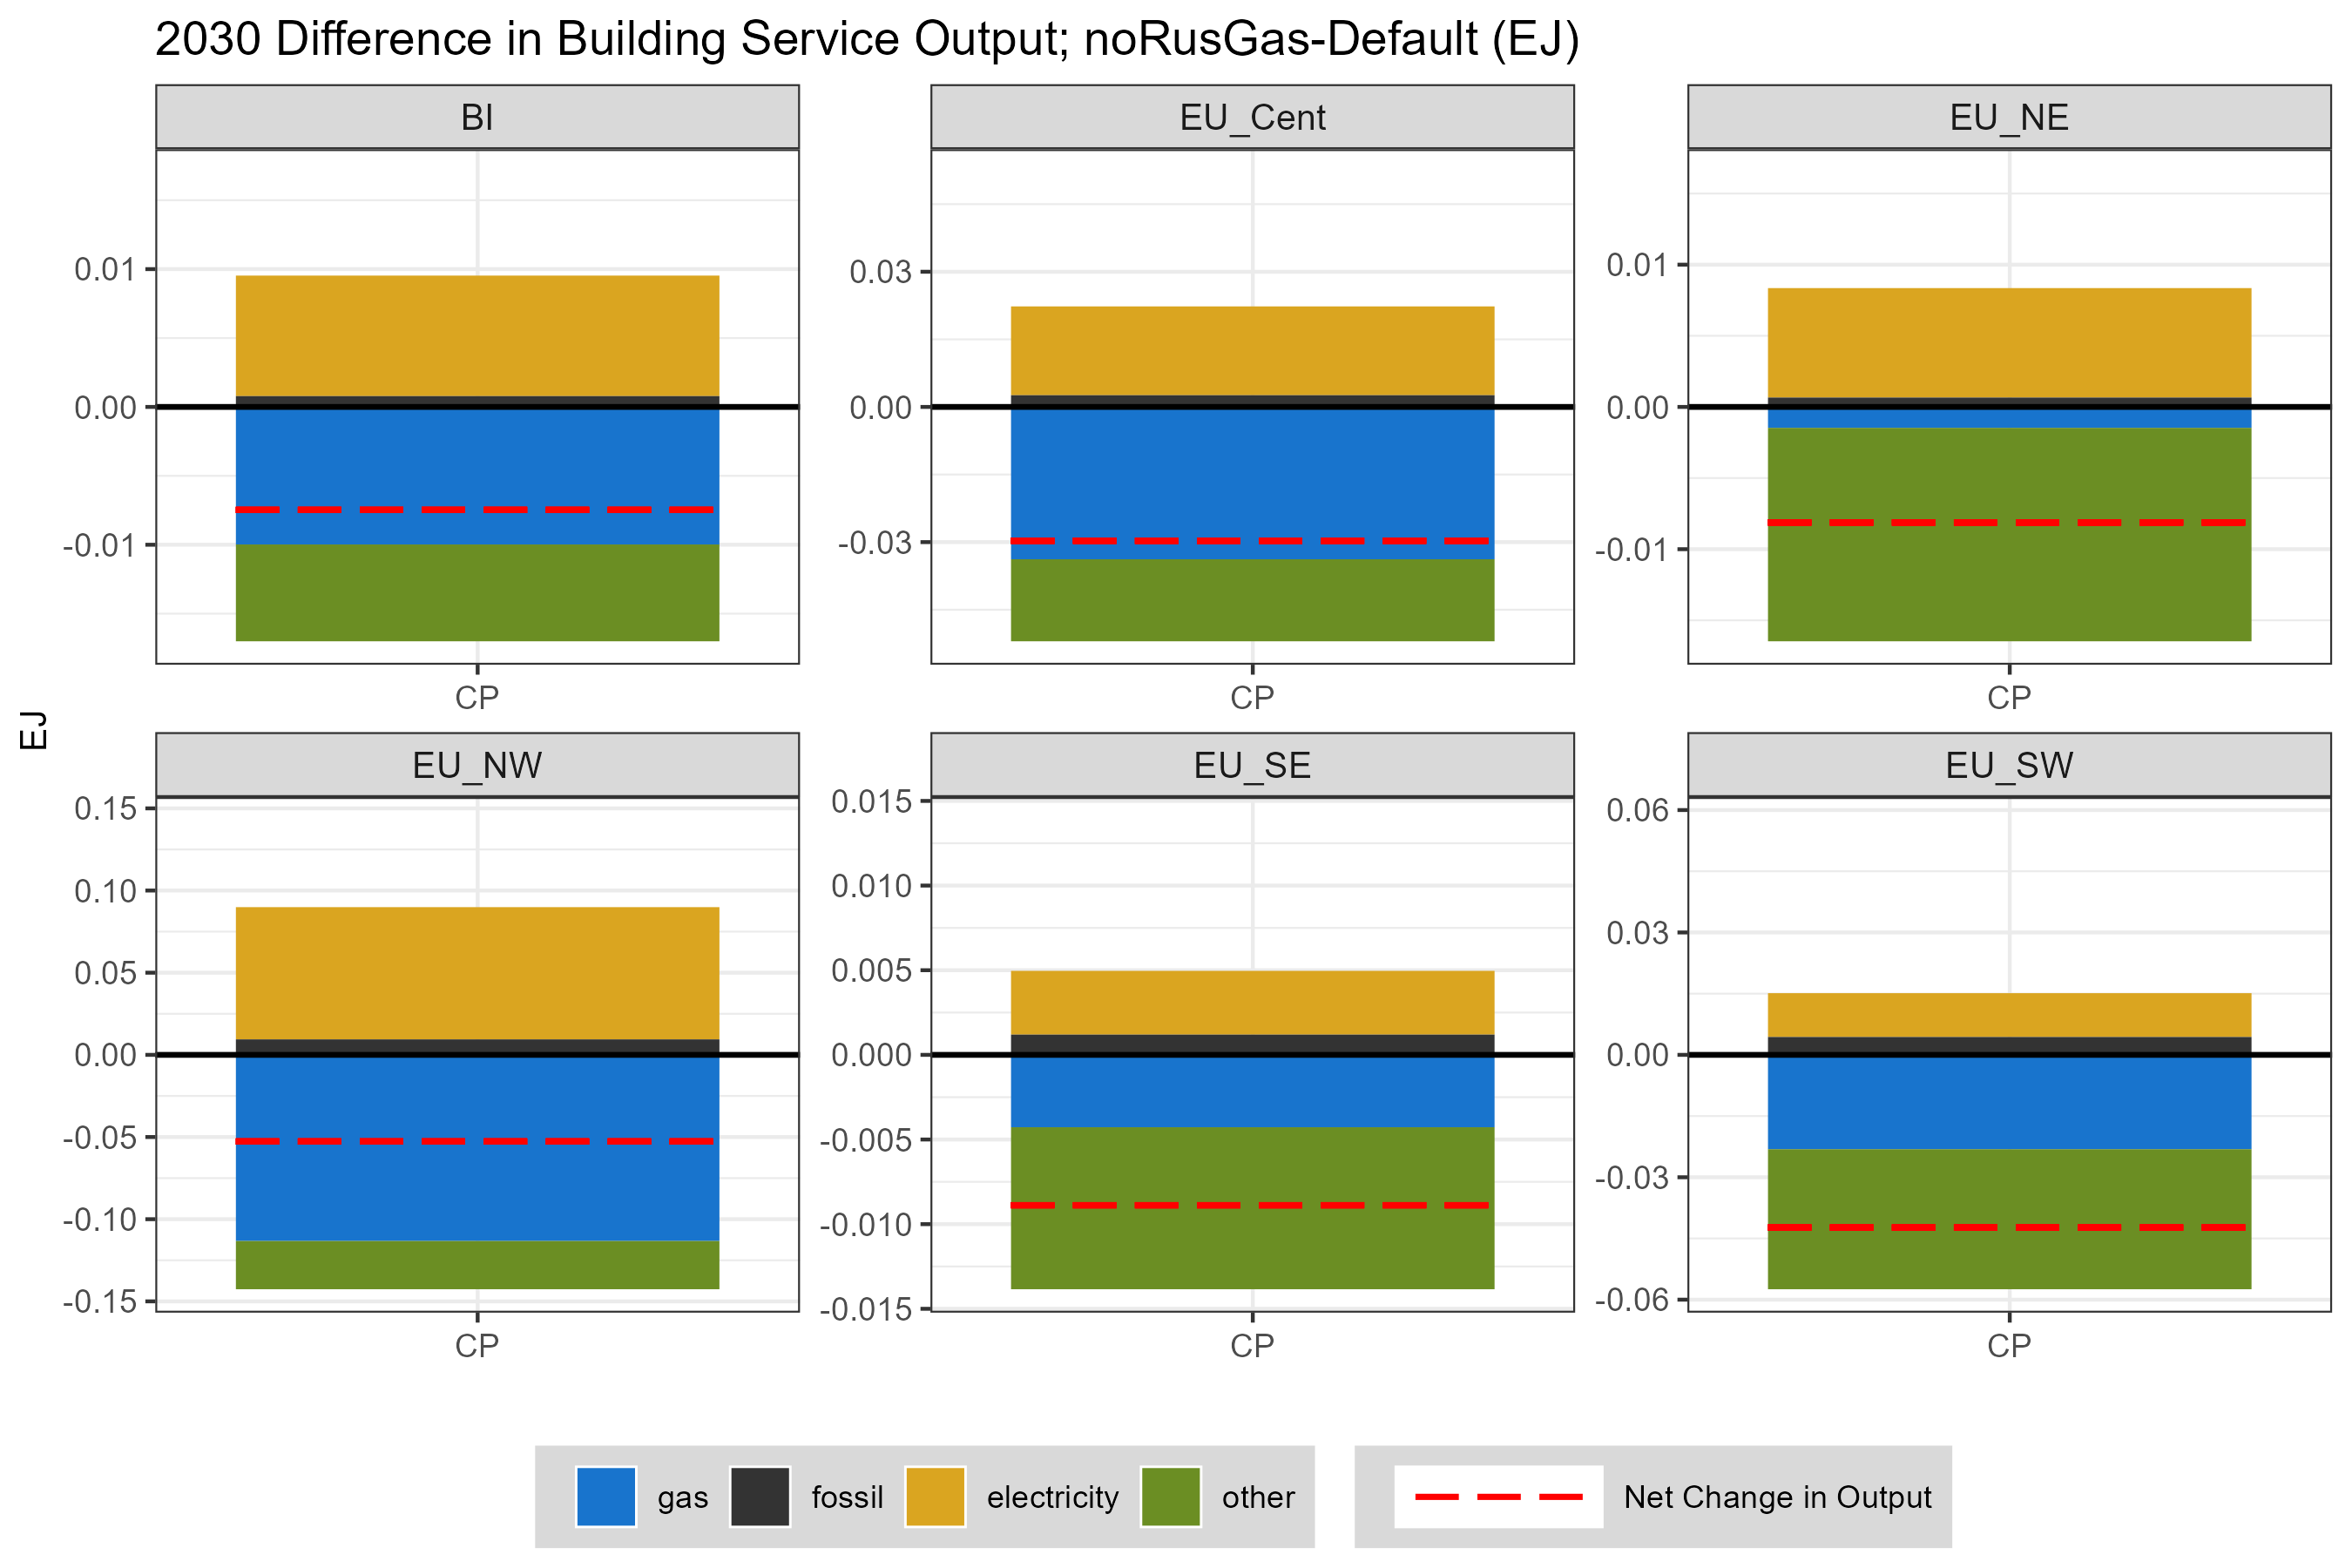 2030 Difference in Building Service Output; noRusGas-Default (EJ)
BI
EU_Cent
EU_NE
0.01
0.00
-0.01
0.03
0.00
-0.03
0.01
0.00
-0.01
CP
CP
CP
EJ
EU_NW
EU_SE
EU_SW
0.15
0.10
0.05
0.00
-0.05
-0.10
-0.15
0.015
0.010
0.005
0.000
-0.005
-0.010
-0.015
0.06
0.03
0.00
-0.03
-0.06
CP
CP
CP
gas
fossil
electricity
other
Net Change in Output